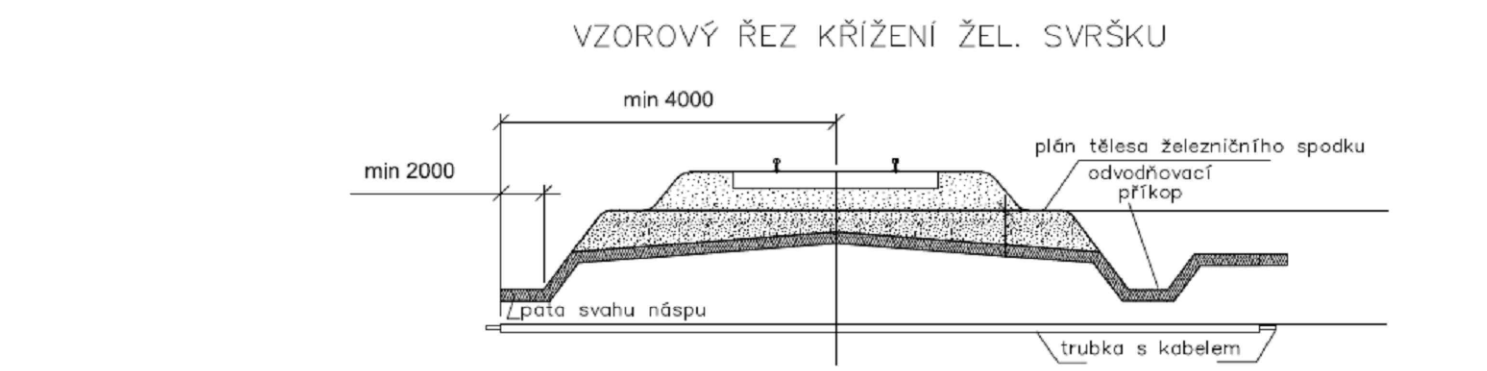 VZOROVÝ ŘEZ KŘÍŽENÍ ŽEL. SVRŠKU
min 4000
min 2000
plán tělesa železničního spodku
odvodňovací
příkop
pata svahu náspu
trubka s kabelem